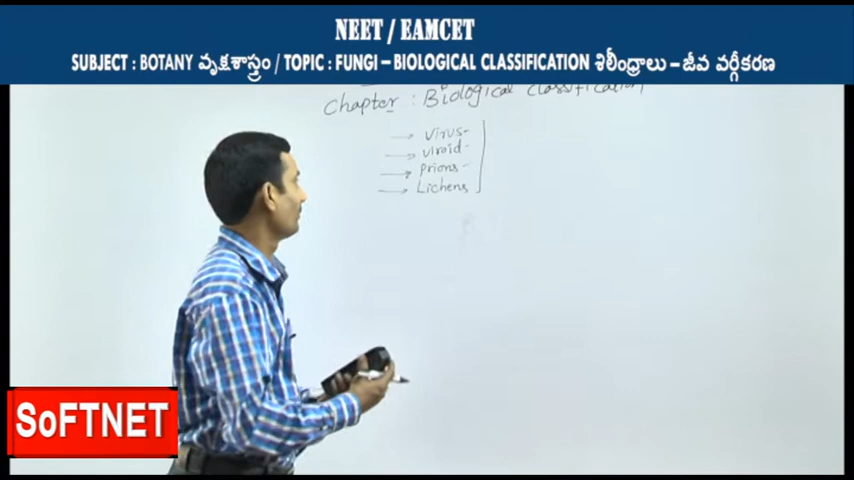 NEET / EAMCET
SUBJECT : BOTANY వృక్షశాస్త్రం / TOPIC : FUNGI – BIOLOGICAL CLASSIFICATION శిలీంధ్రాలు – జీవ వర్గీకరణ
Chapter : Biological Classification
→ Virus-
→ Viroid-
→ Prions-
→ Lichens
SoFTNET